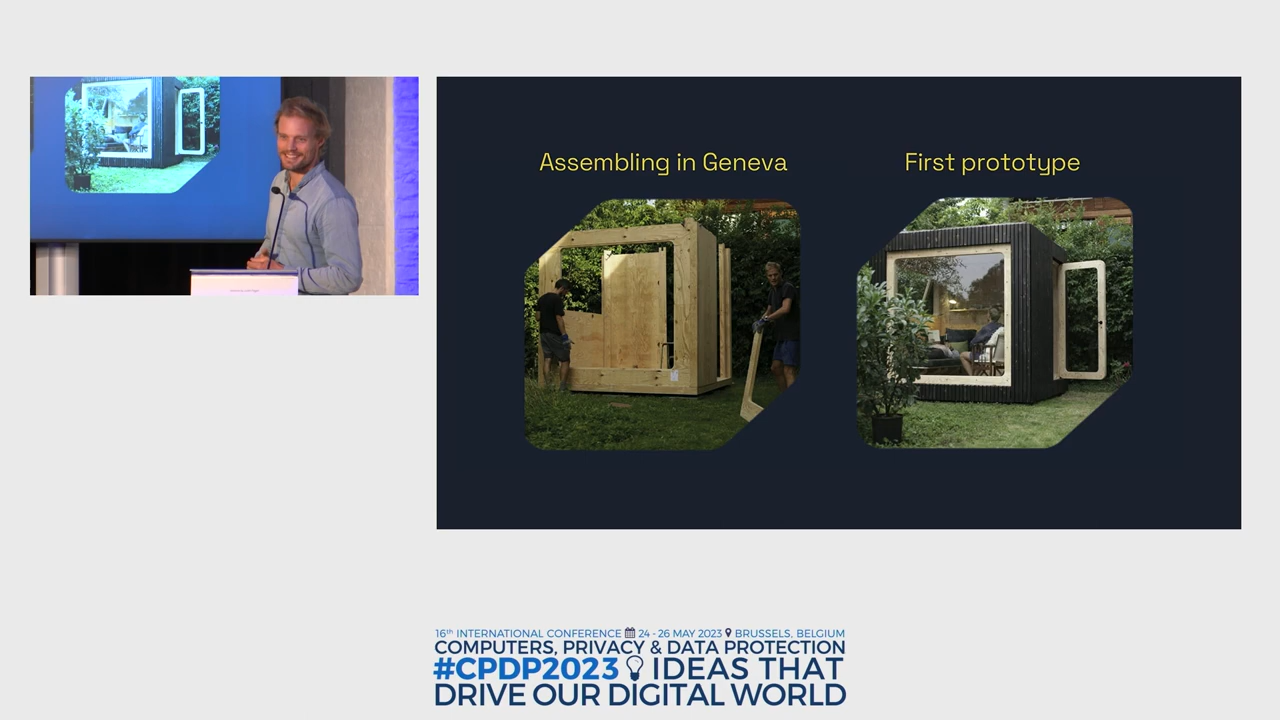 Assembling in Geneva
First prototype
16th INTERNATIONAL CONFERENCE 24 - 26 MAY 2023 BRUSSELS, BELGIUM
COMPUTERS, PRIVACY & DATA PROTECTION
#CPDP2023 IDEAS THAT
DRIVE OUR DIGITAL WORLD